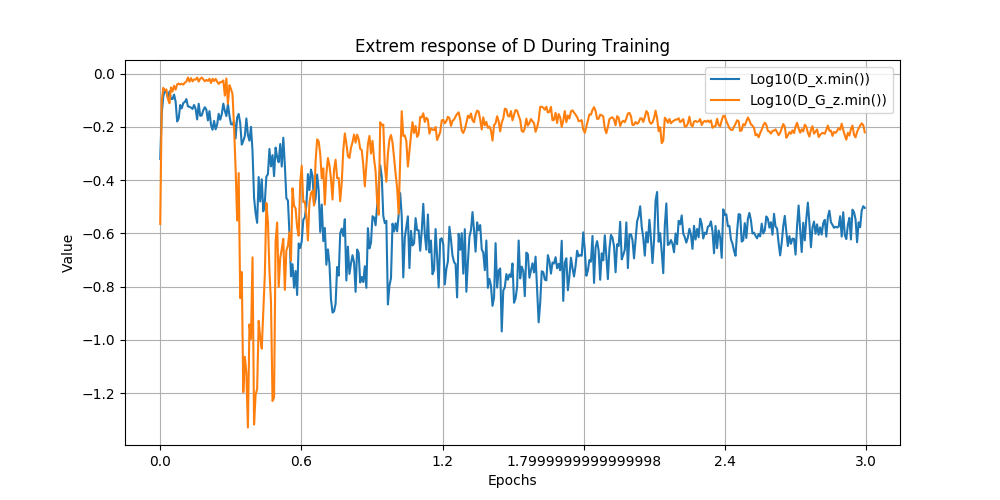 Extrem response of D During Training
Log10(D_x.min())
Log10(D_G_z.min())
Value
0.0
−0.2
−0.4
−0.6
−0.8
−1.0
−1.2
0.0 0.6 1.2 1.7999999999999998 2.4 3.0
Epochs